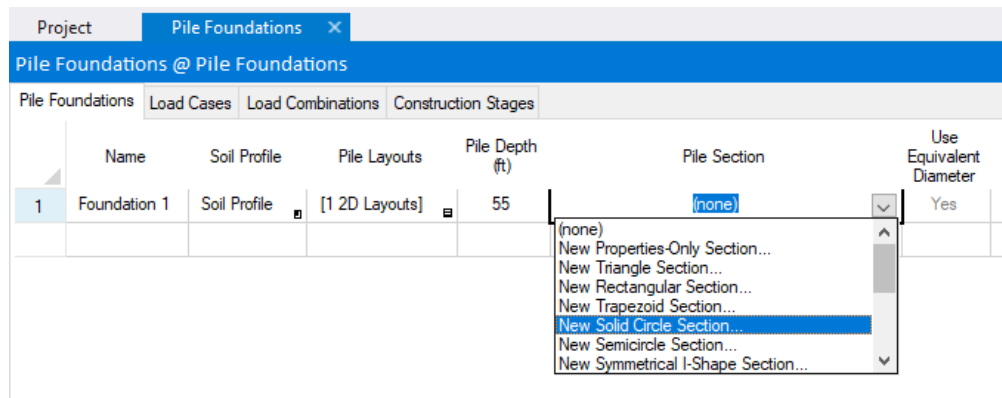 Project Pile Foundations ×
Pile Foundations @ Pile Foundations
Pile Foundations Load Cases Load Combinations Construction Stages
Name Soil Profile Pile Layouts Pile Depth (ft) Pile Section Use Equivalent Diameter
1 Foundation 1 Soil Profile [1 2D Layouts] 55 (none) Yes
(none)
New Properties-Only Section...
New Triangle Section...
New Rectangular Section...
New Trapezoid Section...
New Solid Circle Section...
New Semicircle Section...
New Symmetrical I-Shape Section...